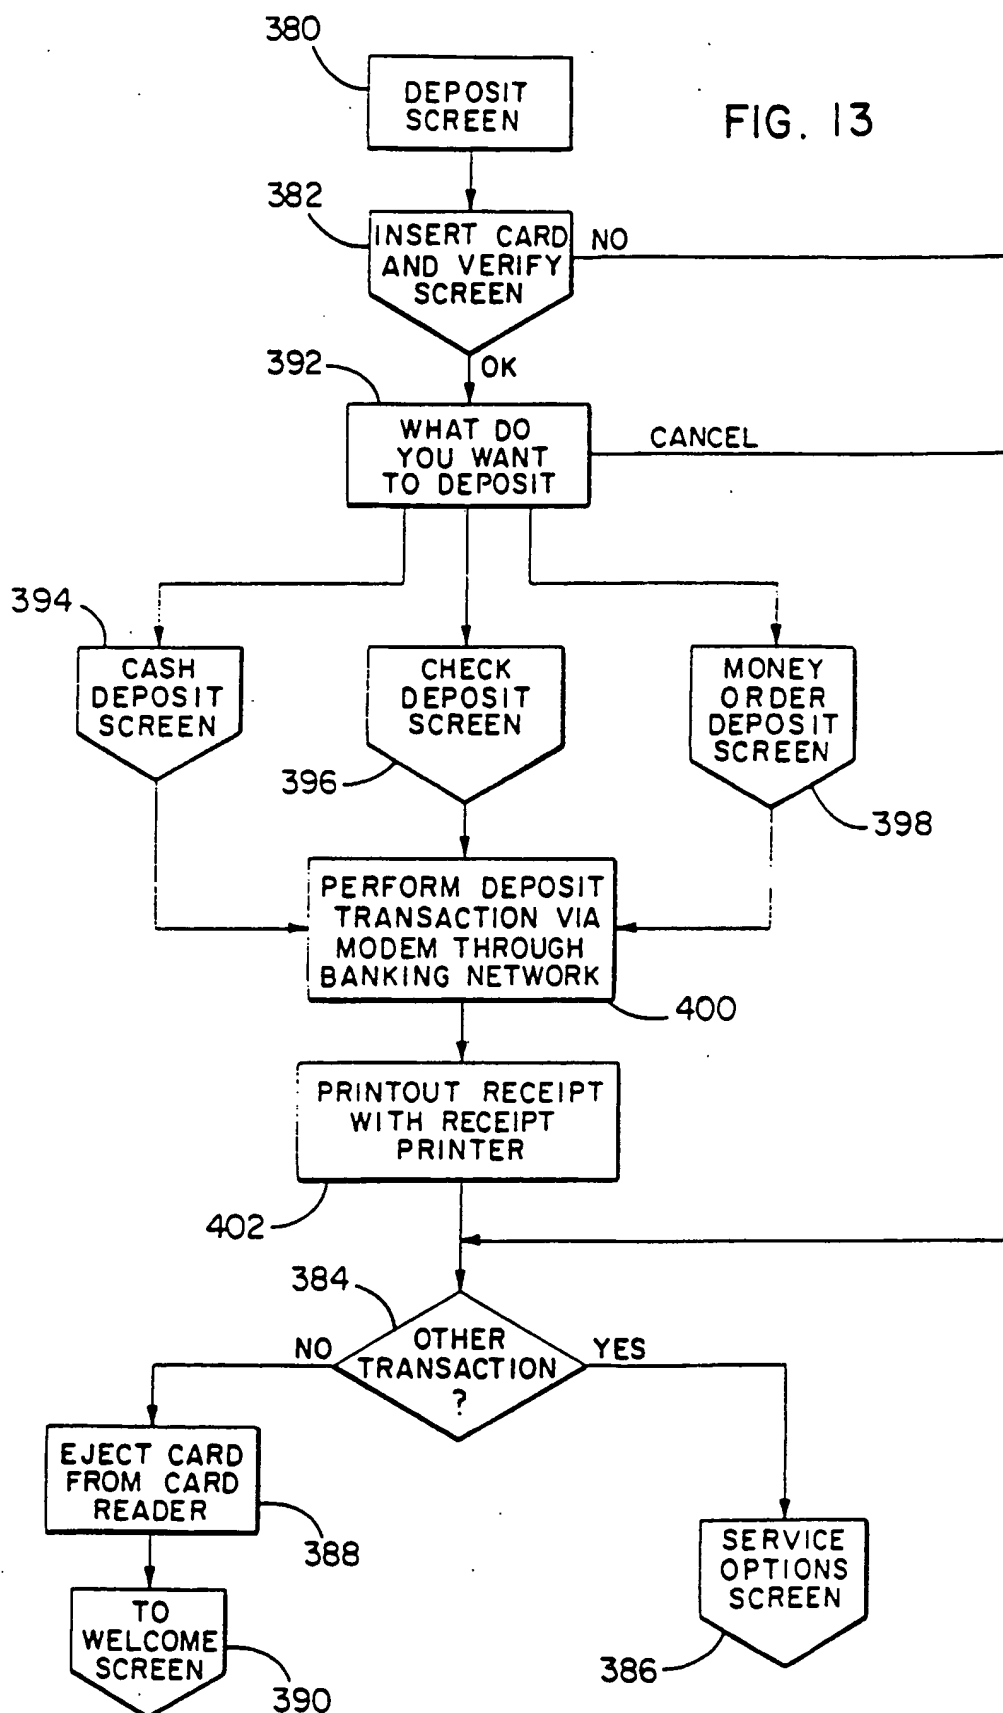 380
DEPOSIT
SCREEN
FIG. 13
382
INSERT CARD
AND VERIFY
SCREEN
NO
OK
392
WHAT DO
YOU WANT
TO DEPOSIT
CANCEL
394
CASH
DEPOSIT
SCREEN
CHECK
DEPOSIT
SCREEN
396
MONEY
ORDER
DEPOSIT
SCREEN
398
PERFORM DEPOSIT
TRANSACTION VIA
MODEM THROUGH
BANKING NETWORK
400
PRINTOUT RECEIPT
WITH RECEIPT
PRINTER
402
384
OTHER
TRANSACTION
?
NO
YES
EJECT CARD
FROM CARD
READER
388
TO
WELCOME
SCREEN
390
SERVICE
OPTIONS
SCREEN
386